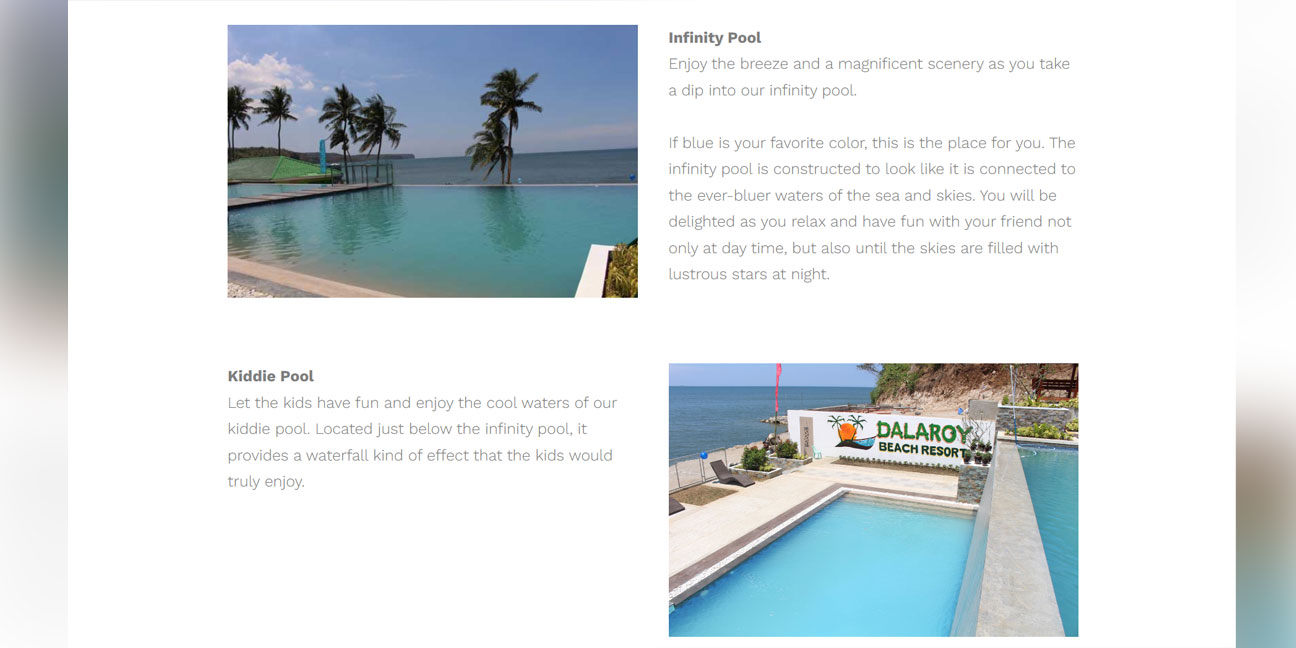 Infinity Pool
Enjoy the breeze and a magnificent scenery as you take
a dip into our infinity pool.
If blue is your favorite color, this is the place for you. The
infinity pool is constructed to look like it is connected to
the ever-bluer waters of the sea and skies. You will be
delighted as you relax and have fun with your friend not
only at day time, but also until the skies are filled with
lustrous stars at night.
Kiddie Pool
Let the kids have fun and enjoy the cool waters of our
kiddie pool. Located just below the infinity pool, it
provides a waterfall kind of effect that the kids would
truly enjoy.
DALAROY
BEACH RESORT